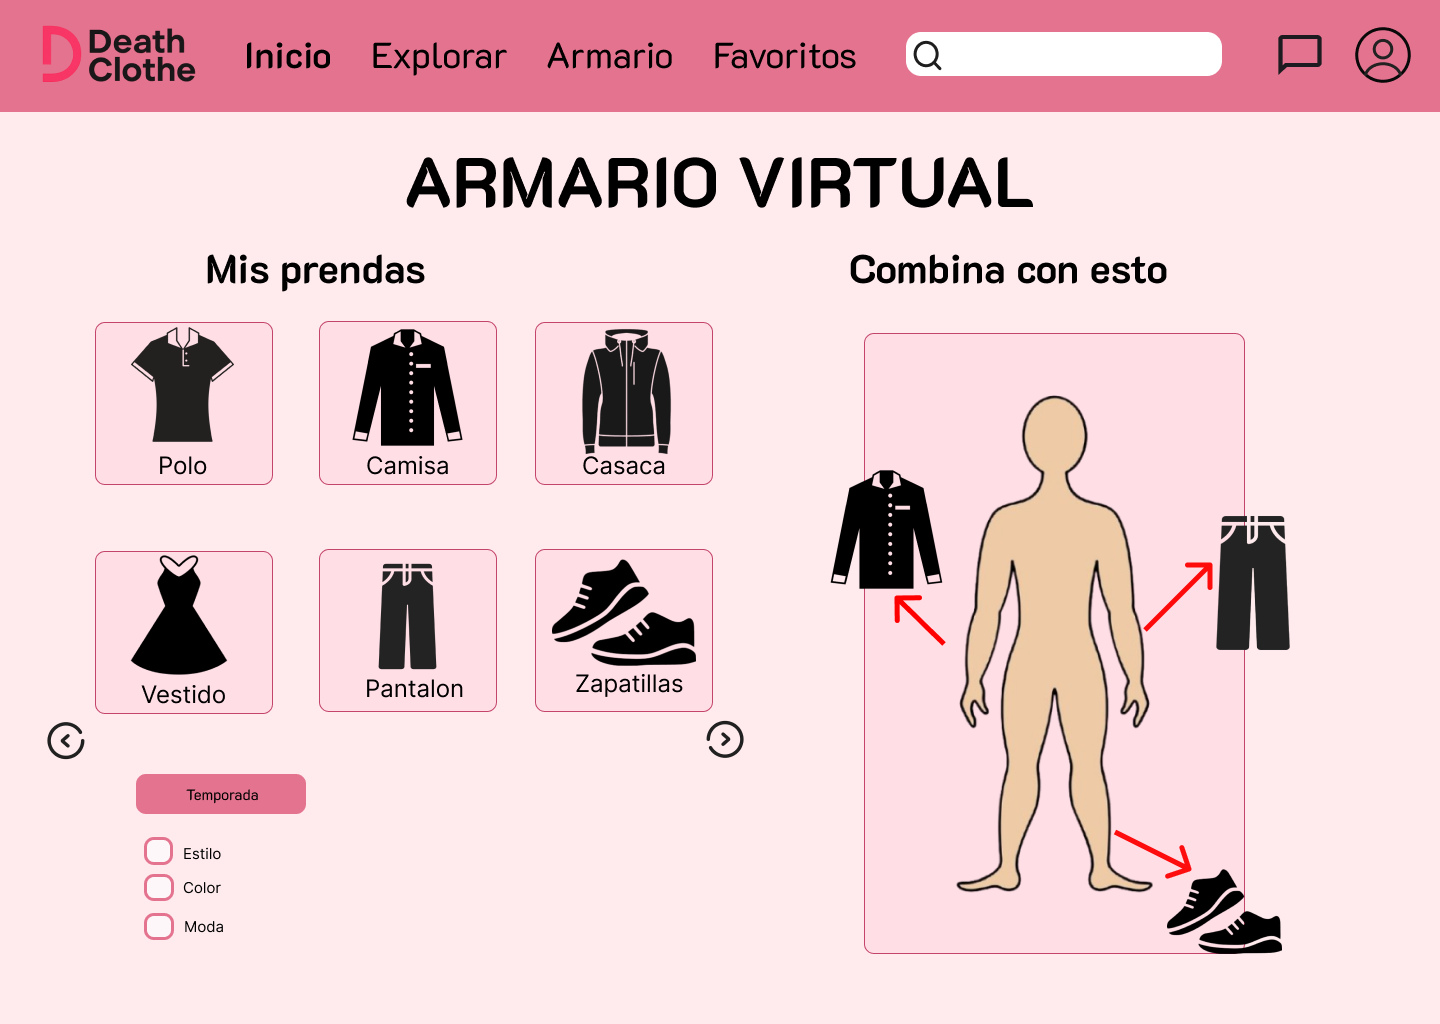 Death
Clothe
Inicio Explorar Armario Favoritos
ARMARIO VIRTUAL
Mis prendas
Combina con esto
Polo
Camisa
Casaca
Vestido
Pantalon
Zapatillas
Temporada
Estilo
Color
Moda